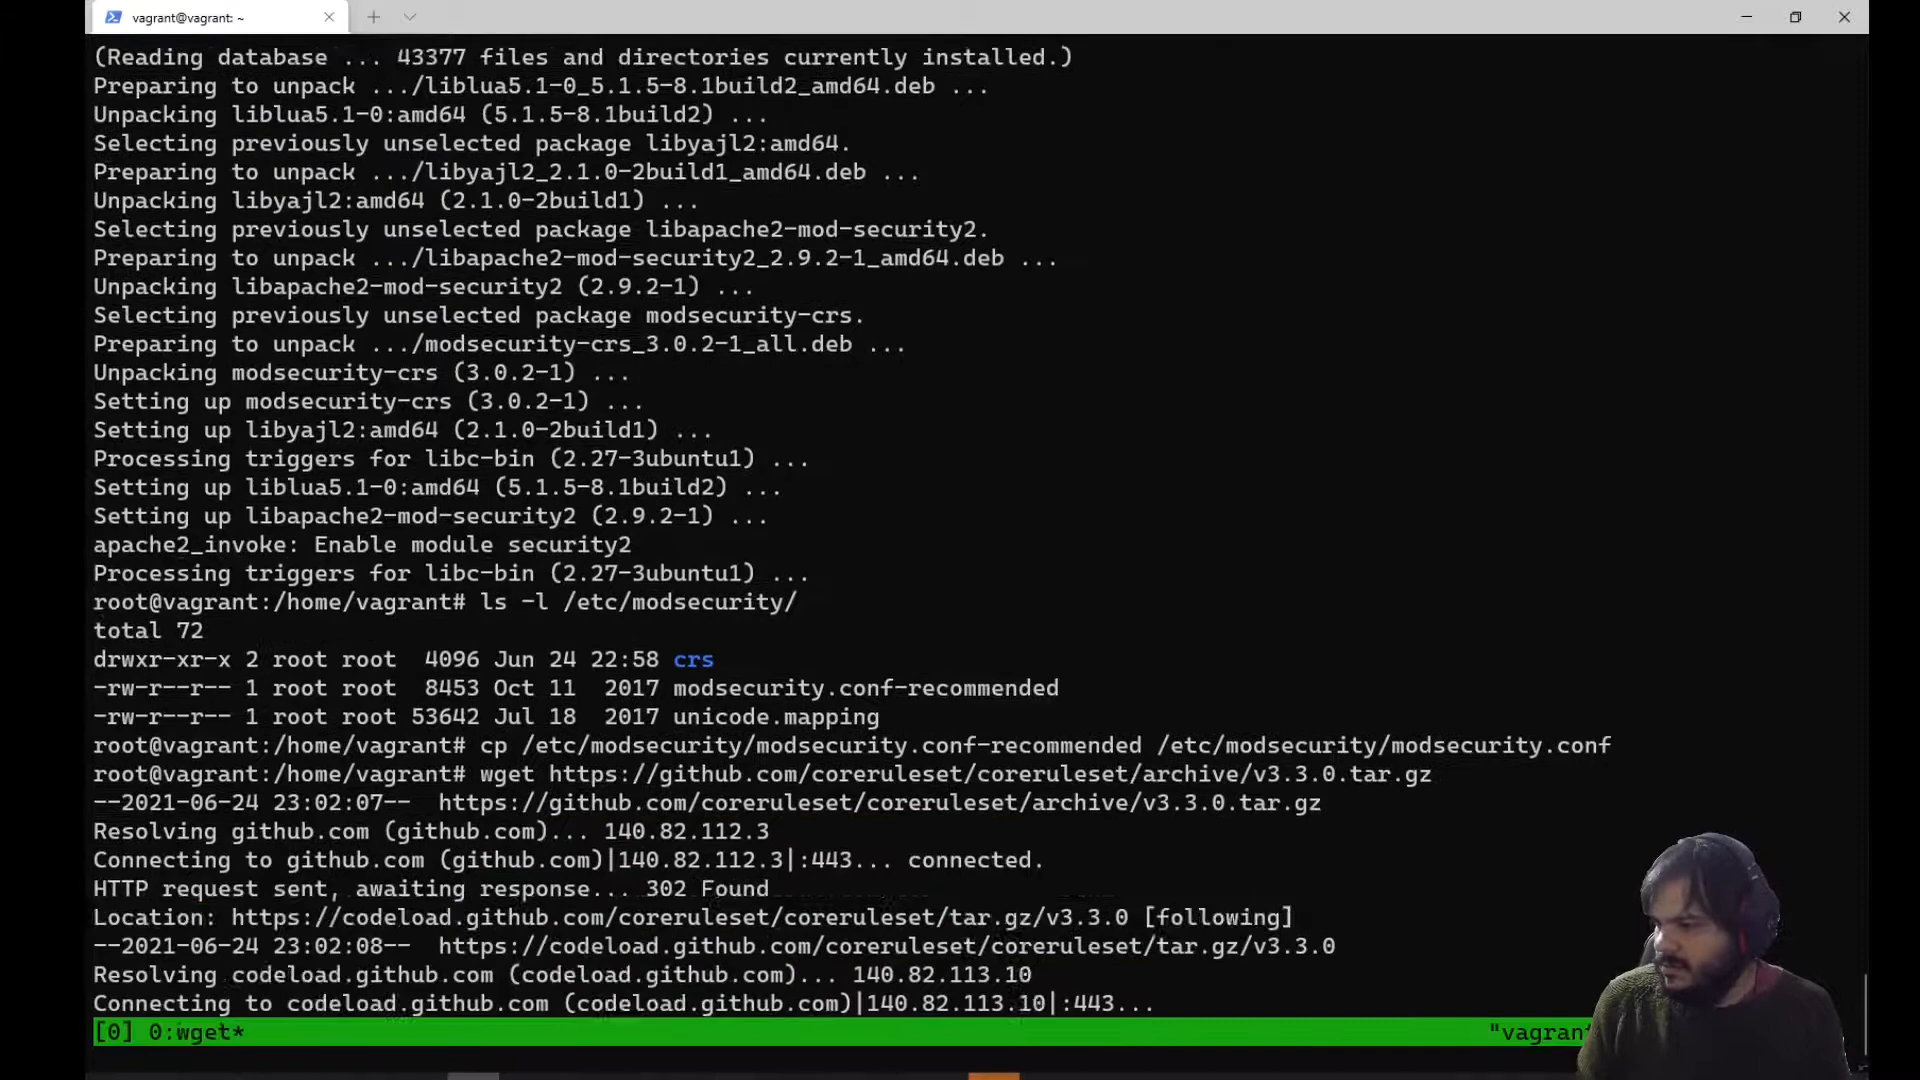 vagrant@vagrant: ~
(Reading database ... 43377 files and directories currently installed.)
Preparing to unpack .../liblua5.1-0_5.1.5-8.1build2_amd64.deb ...
Unpacking liblua5.1-0:amd64 (5.1.5-8.1build2) ...
Selecting previously unselected package libyajl2:amd64.
Preparing to unpack .../libyajl2_2.1.0-2build1_amd64.deb ...
Unpacking libyajl2:amd64 (2.1.0-2build1) ...
Selecting previously unselected package libapache2-mod-security2.
Preparing to unpack .../libapache2-mod-security2_2.9.2-1_amd64.deb ...
Unpacking libapache2-mod-security2 (2.9.2-1) ...
Selecting previously unselected package modsecurity-crs.
Preparing to unpack .../modsecurity-crs_3.0.2-1_all.deb ...
Unpacking modsecurity-crs (3.0.2-1) ...
Setting up modsecurity-crs (3.0.2-1) ...
Setting up libyajl2:amd64 (2.1.0-2build1) ...
Processing triggers for libc-bin (2.27-3ubuntu1) ...
Setting up liblua5.1-0:amd64 (5.1.5-8.1build2) ...
Setting up libapache2-mod-security2 (2.9.2-1) ...
apache2_invoke: Enable module security2
Processing triggers for libc-bin (2.27-3ubuntu1) ...
root@vagrant:/home/vagrant# ls -l /etc/modsecurity/
total 72
drwxr-xr-x 2 root root  4096 Jun 24 22:58 crs
-rw-r--r-- 1 root root  8453 Oct 11  2017 modsecurity.conf-recommended
-rw-r--r-- 1 root root 53642 Jul 18  2017 unicode.mapping
root@vagrant:/home/vagrant# cp /etc/modsecurity/modsecurity.conf-recommended /etc/modsecurity/modsecurity.conf
root@vagrant:/home/vagrant# wget https://github.com/coreruleset/coreruleset/archive/v3.3.0.tar.gz
--2021-06-24 23:02:07--  https://github.com/coreruleset/coreruleset/archive/v3.3.0.tar.gz
Resolving github.com (github.com)... 140.82.112.3
Connecting to github.com (github.com)|140.82.112.3|:443... connected.
HTTP request sent, awaiting response... 302 Found
Location: https://codeload.github.com/coreruleset/coreruleset/tar.gz/v3.3.0 [following]
--2021-06-24 23:02:08--  https://codeload.github.com/coreruleset/coreruleset/tar.gz/v3.3.0
Resolving codeload.github.com (codeload.github.com)... 140.82.113.10
Connecting to codeload.github.com (codeload.github.com)|140.82.113.10|:443...
[0] 0:wget* "vagrant